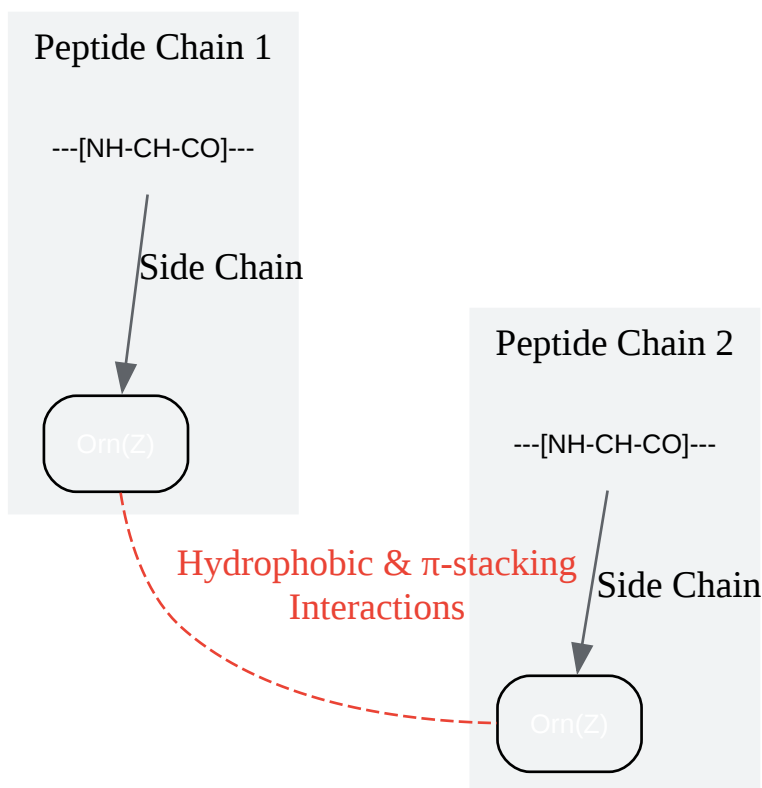 Peptide Chain 1
---[NH-CH-CO]---
Side Chain
Orn(Z)
Peptide Chain 2
---[NH-CH-CO]---
Hydrophobic & π-stacking
Interactions
Side Chain
Orn(Z)